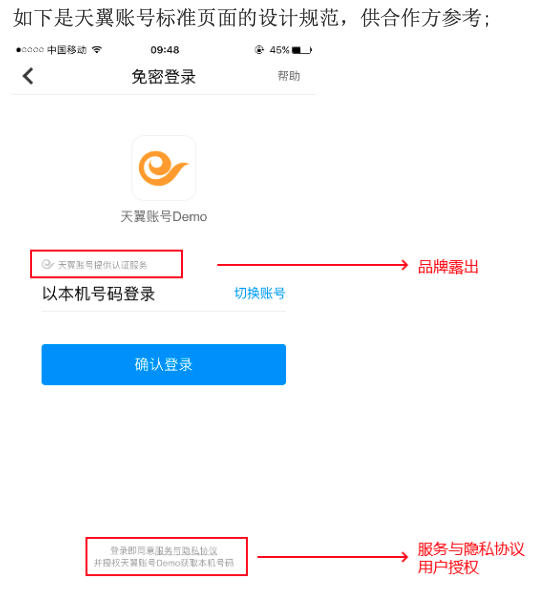 如下是天翼账号标准页面的设计规范，供合作方参考;
中国移动 09:48 45%
免密登录 帮助
天翼账号Demo
天翼账号提供认证服务
品牌露出
以本机号码登录 切换账号
确认登录
登录即同意服务与隐私协议
并授权天翼账号Demo获取本机号码
服务与隐私协议
用户授权